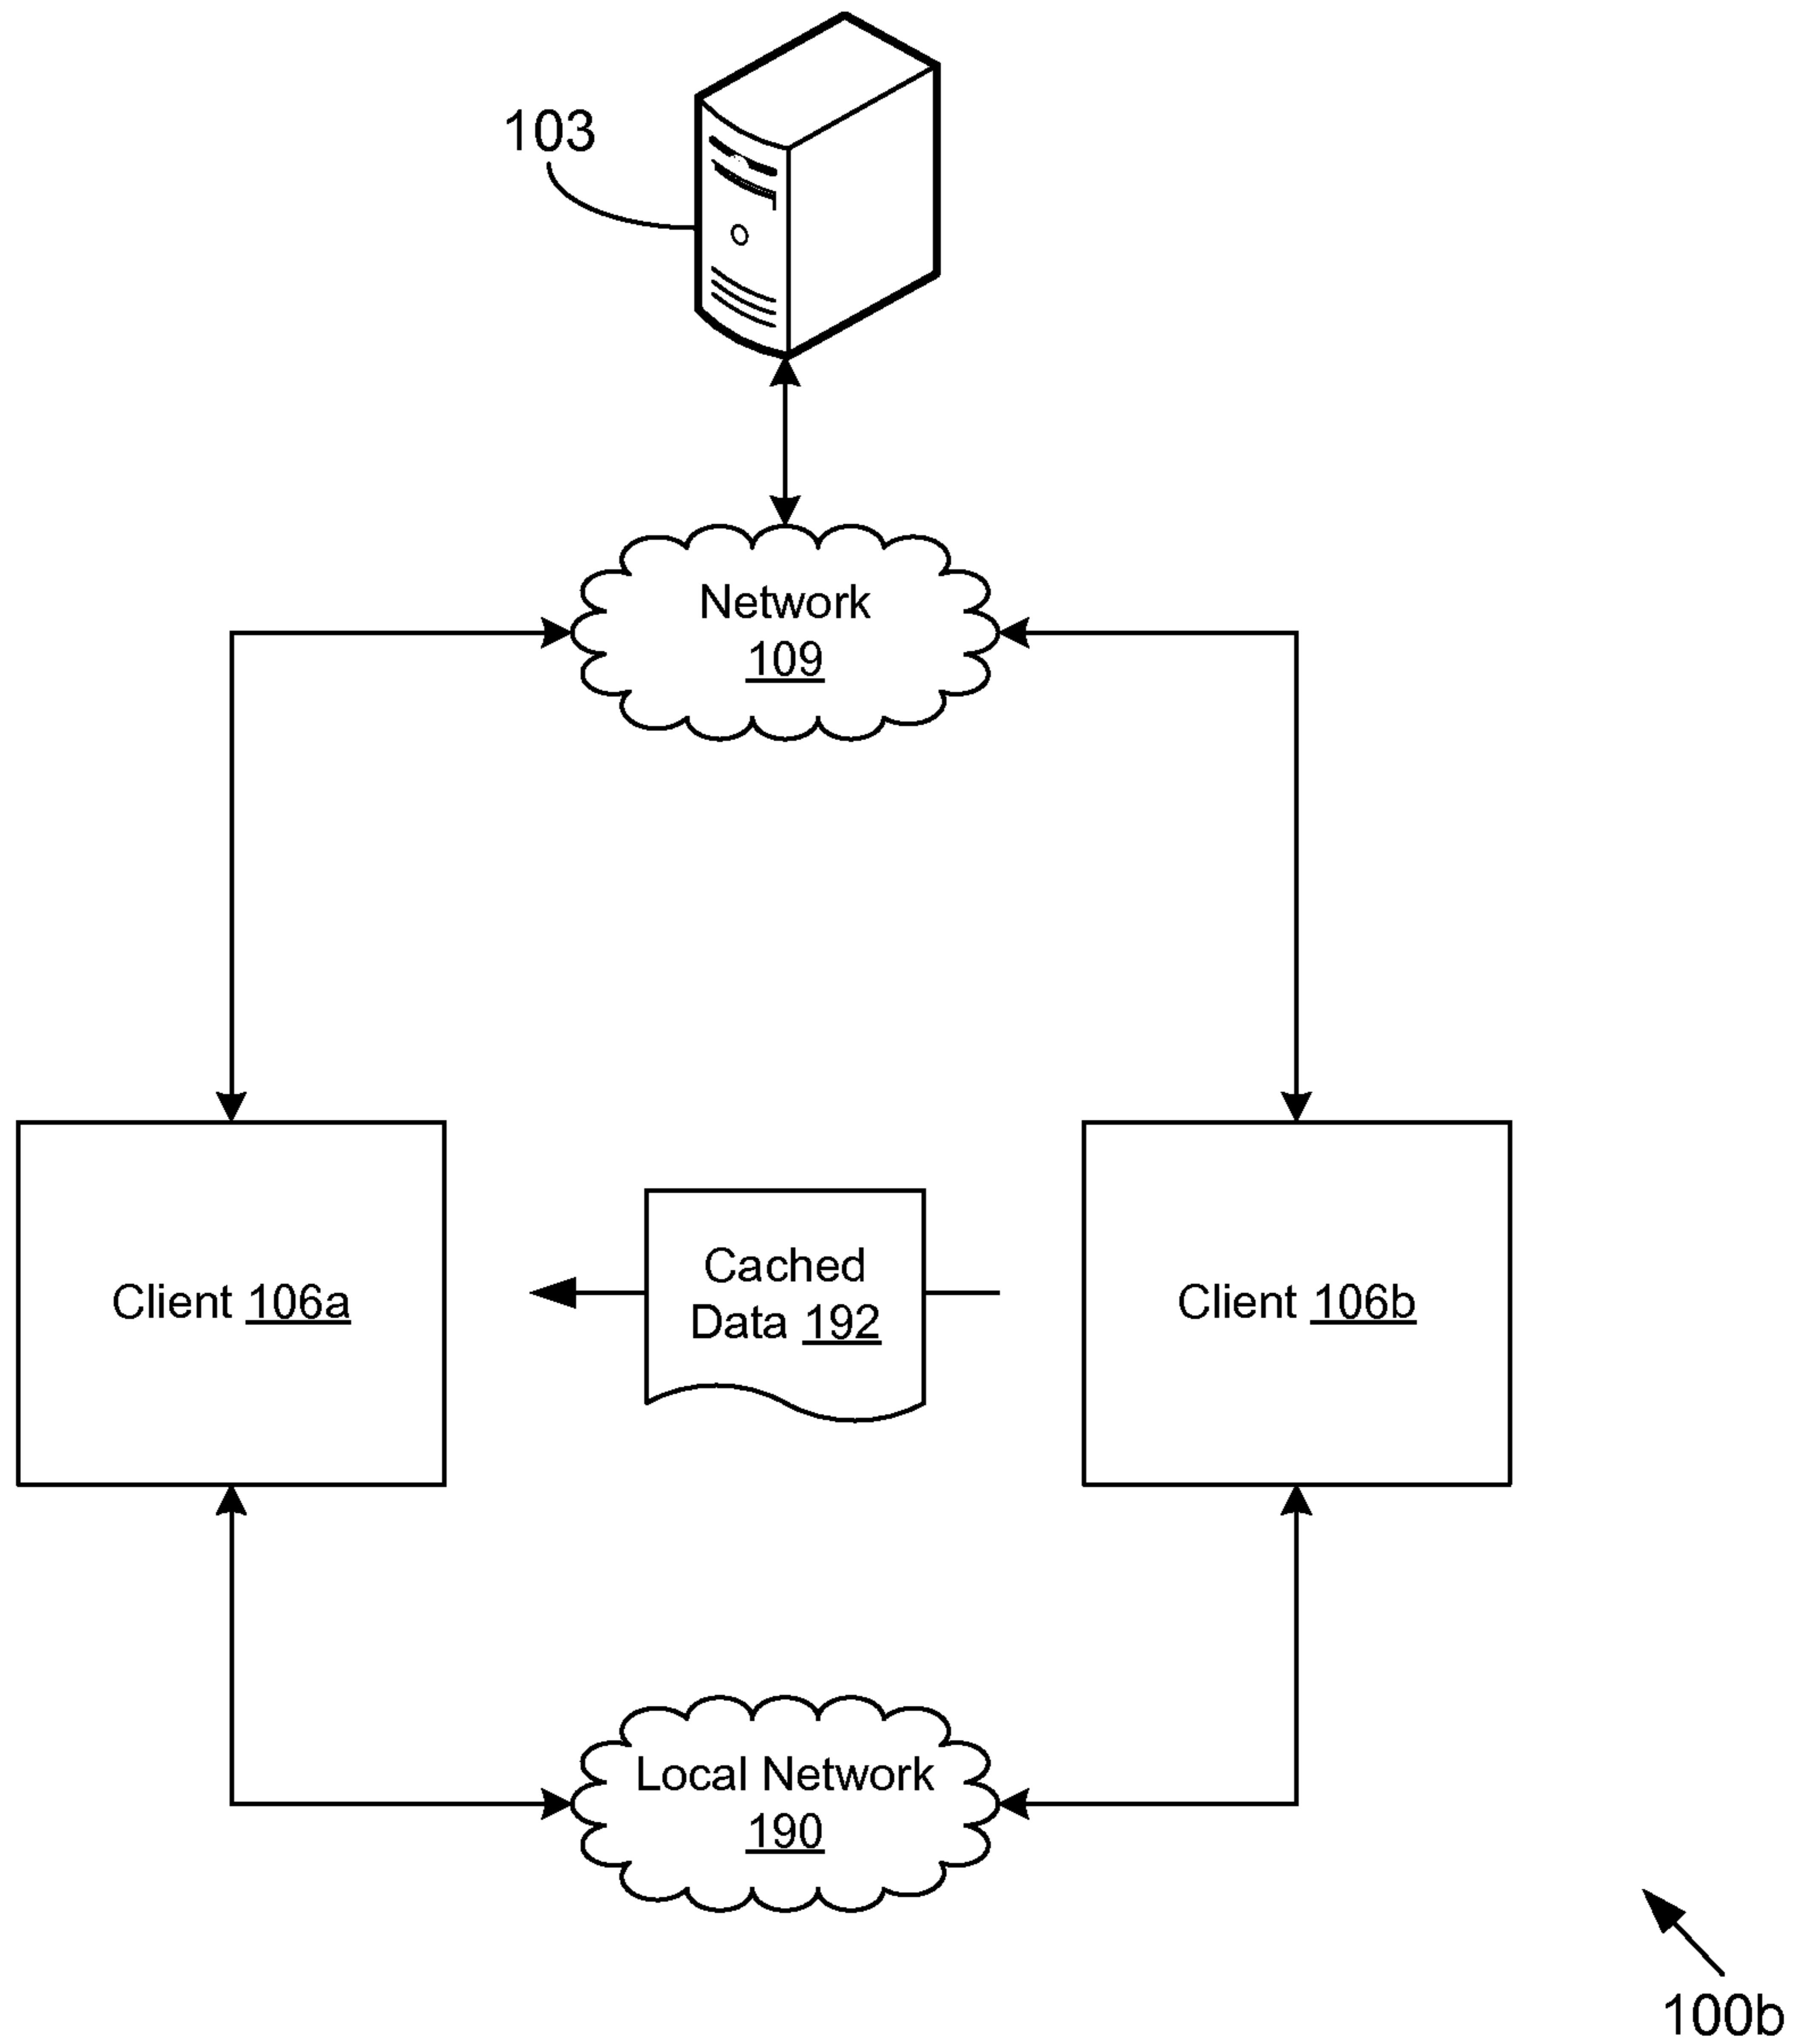 103
Network
109
Client 106a
Cached
Data 192
Client 106b
Local Network
190
100b